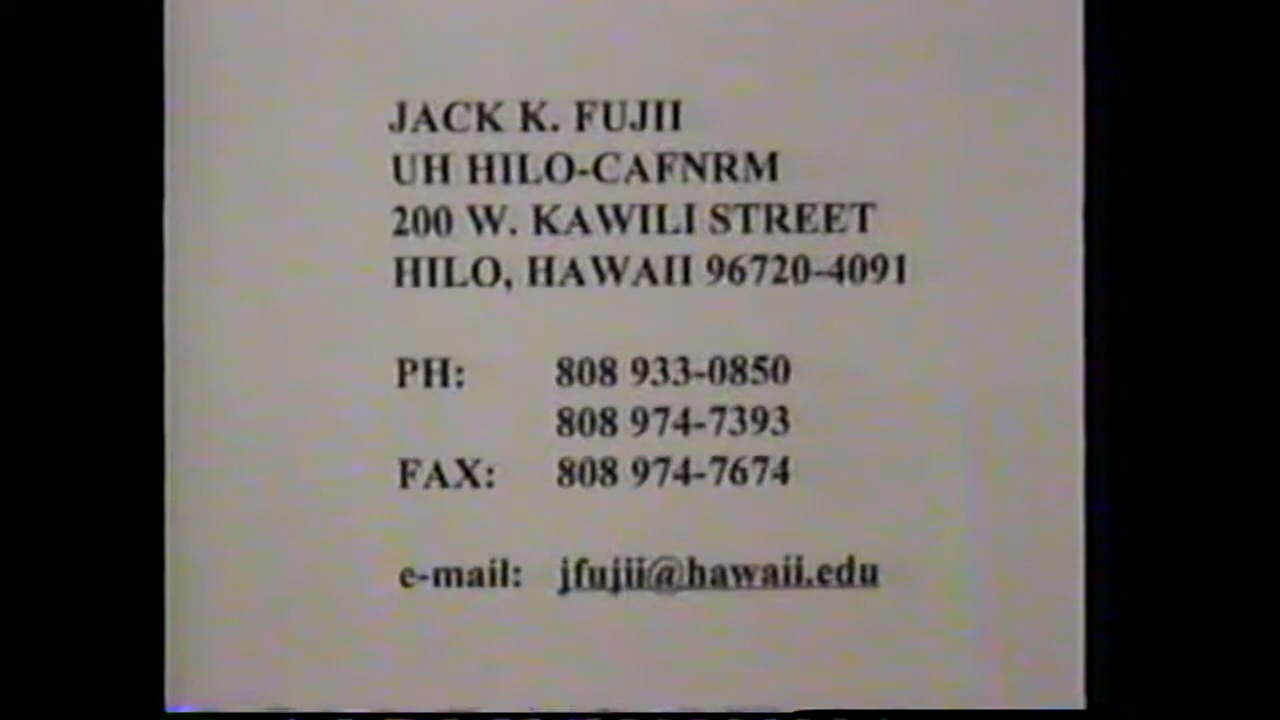 JACK K. FUJII
UH HILO-CAFNRM
200 W. KAWILI STREET
HILO, HAWAII 96720-4091
PH: 808 933-0850
808 974-7393
FAX: 808 974-7674
e-mail: jfujii@hawaii.edu